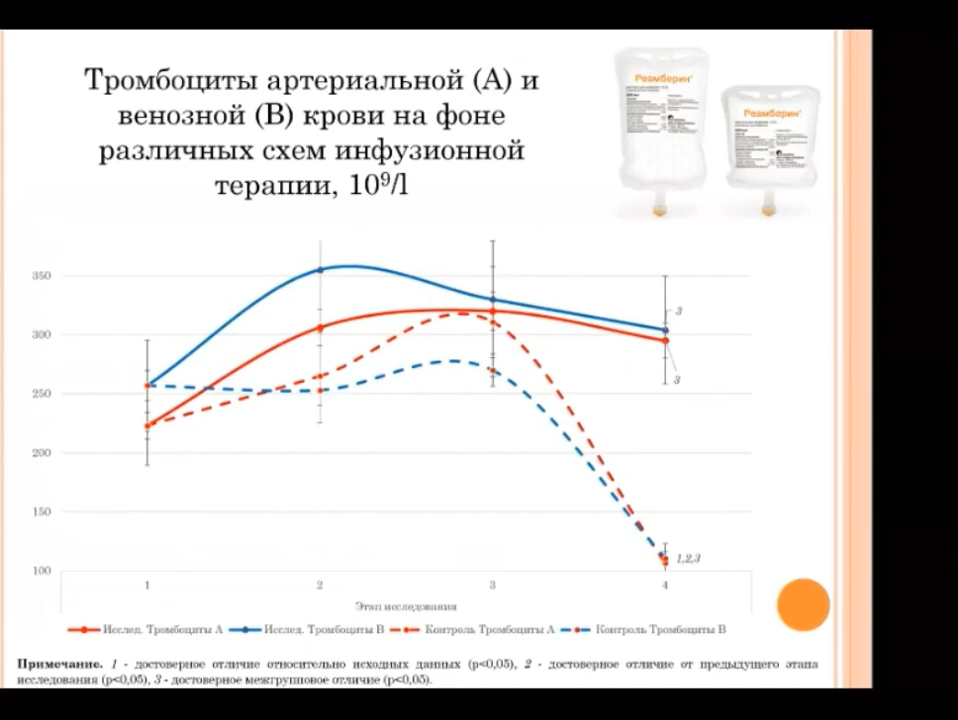 Тромбоциты артериальной (А) и
венозной (В) крови на фоне
различных схем инфузионной
терапии, 10⁹/l
Реамберин®
Реамберин®
350
300
250
200
150
100
3
3
1,2,3
1 2 3 4
Этап исследования
Исслед. Тромбоциты А Исслед. Тромбоциты В Контроль Тромбоциты А Контроль Тромбоциты В
Примечание. 1 - достоверное отличие относительно исходных данных (p<0,05), 2 - достоверное отличие от предыдущего этапа
исследования (p<0,05), 3 - достоверное межгрупповое отличие (p<0,05).